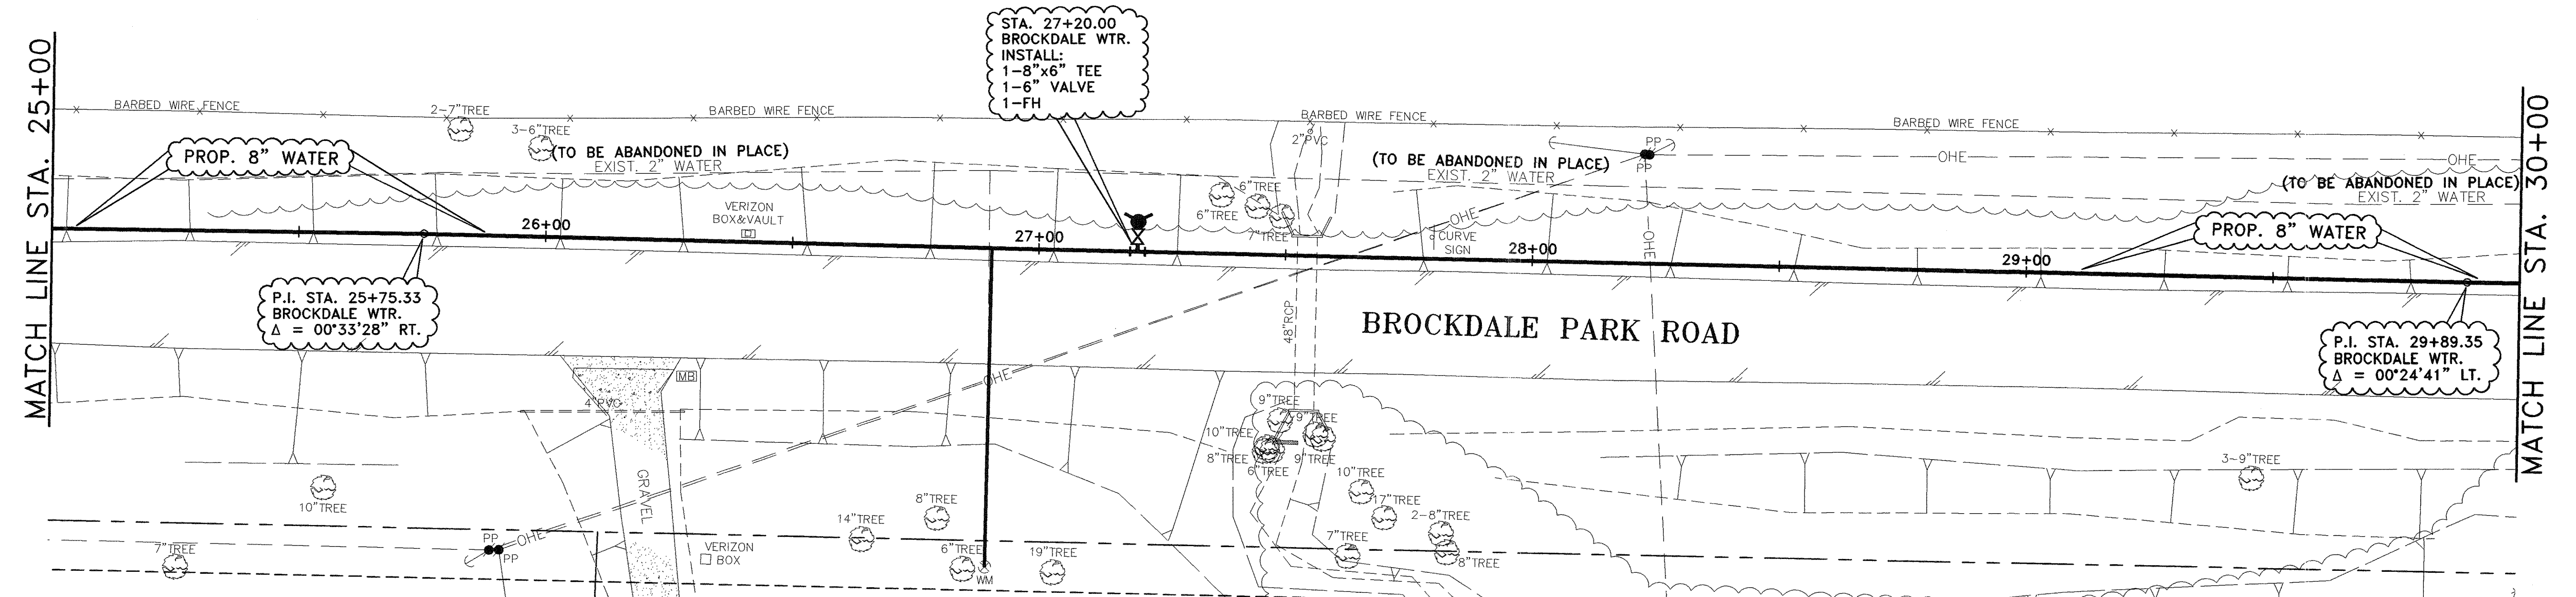 MATCH LINE STA. 25+00
STA. 27+20.00
BROCKDALE WTR.
INSTALL:
1-8"x6" TEE
1-6" VALVE
1-FH
BARBED WIRE FENCE
2-7"TREE
3-6"TREE
BARBED WIRE FENCE
BARBED WIRE FENCE
BARBED WIRE FENCE
PROP. 8" WATER
(TO BE ABANDONED IN PLACE)
EXIST. 2" WATER
2"PVC
(TO BE ABANDONED IN PLACE)
EXIST. 2" WATER
PP
PP
OHE
OHE
(TO BE ABANDONED IN PLACE)
EXIST. 2" WATER
6"TREE
6"TREE
7"TREE
VERIZON
BOX&VAULT
26+00
27+00
OHE
CURVE
SIGN
28+00
OHE
29+00
PROP. 8" WATER
P.I. STA. 25+75.33
BROCKDALE WTR.
Δ = 00°33'28" RT.
48"RCP
BROCKDALE PARK ROAD
P.I. STA. 29+89.35
BROCKDALE WTR.
Δ = 00°24'41" LT.
MATCH LINE STA. 30+00
MB
4"PVC
OHE
GRAVEL
9"TREE
9"TREE
10"TREE
8"TREE
6"TREE
9"TREE
10"TREE
17"TREE
2-8"TREE
8"TREE
7"TREE
3-9"TREE
10"TREE
7"TREE
PP
PP
OHE
VERIZON
BOX
14"TREE
8"TREE
6"TREE
WM
19"TREE